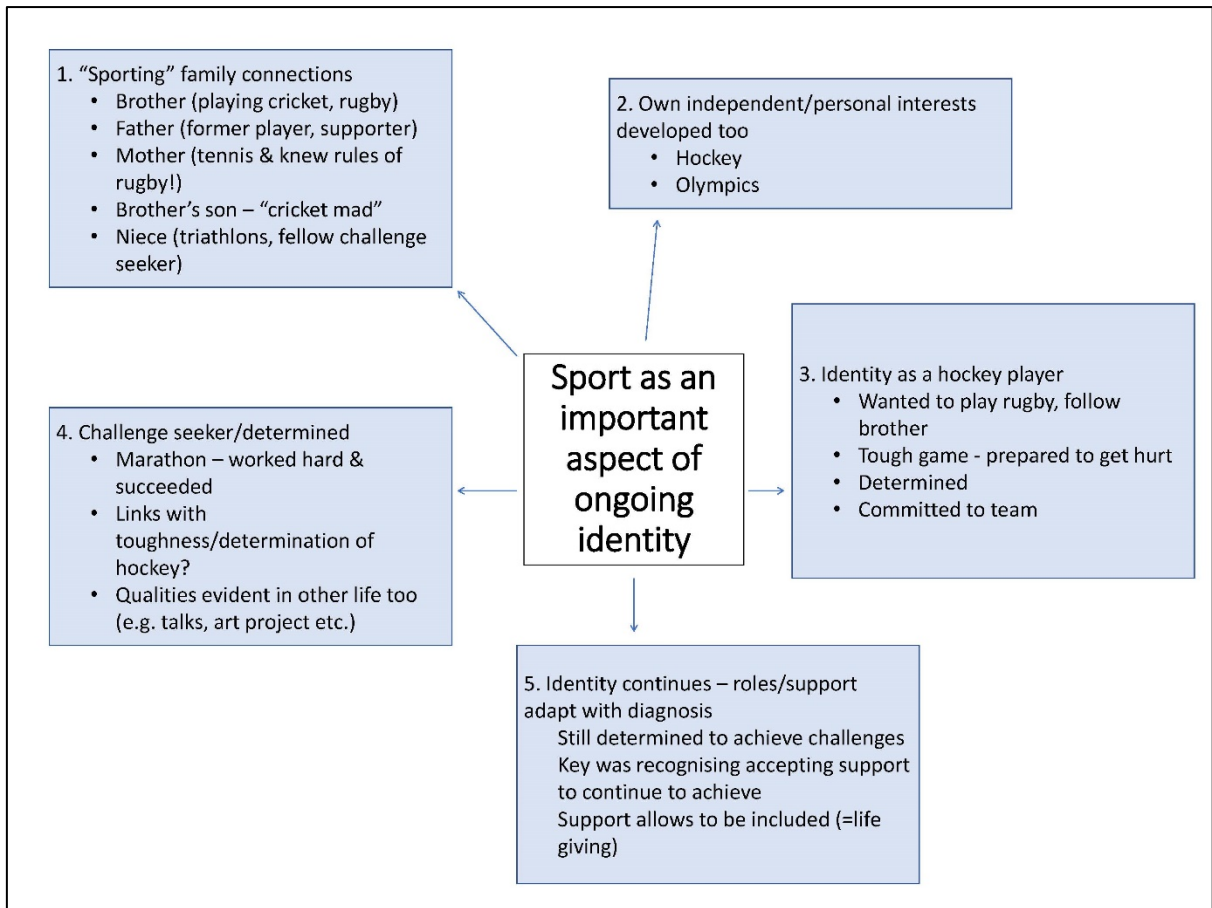 1. “Sporting” family connections
• Brother (playing cricket, rugby)
• Father (former player, supporter)
• Mother (tennis & knew rules of
rugby!)
• Brother’s son – “cricket mad”
• Niece (triathlons, fellow challenge
seeker)
2. Own independent/personal interests
developed too
• Hockey
• Olympics
Sport as an
important
aspect of
ongoing
identity
3. Identity as a hockey player
• Wanted to play rugby, follow
brother
• Tough game - prepared to get hurt
• Determined
• Committed to team
4. Challenge seeker/determined
• Marathon – worked hard &
succeeded
• Links with
toughness/determination of
hockey?
• Qualities evident in other life too
(e.g. talks, art project etc.)
5. Identity continues – roles/support
adapt with diagnosis
Still determined to achieve challenges
Key was recognising accepting support
to continue to achieve
Support allows to be included (=life
giving)